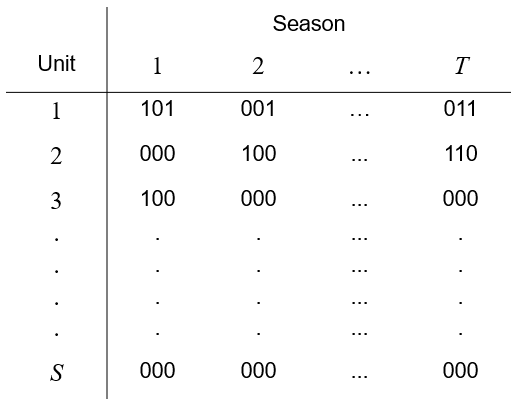 Season
Unit 1 2 … T
1 101 001 … 011
2 000 100 ... 110
3 100 000 ... 000
. . . ... .
. . . ... .
. . . ... .
. . . ... .
S 000 000 ... 000